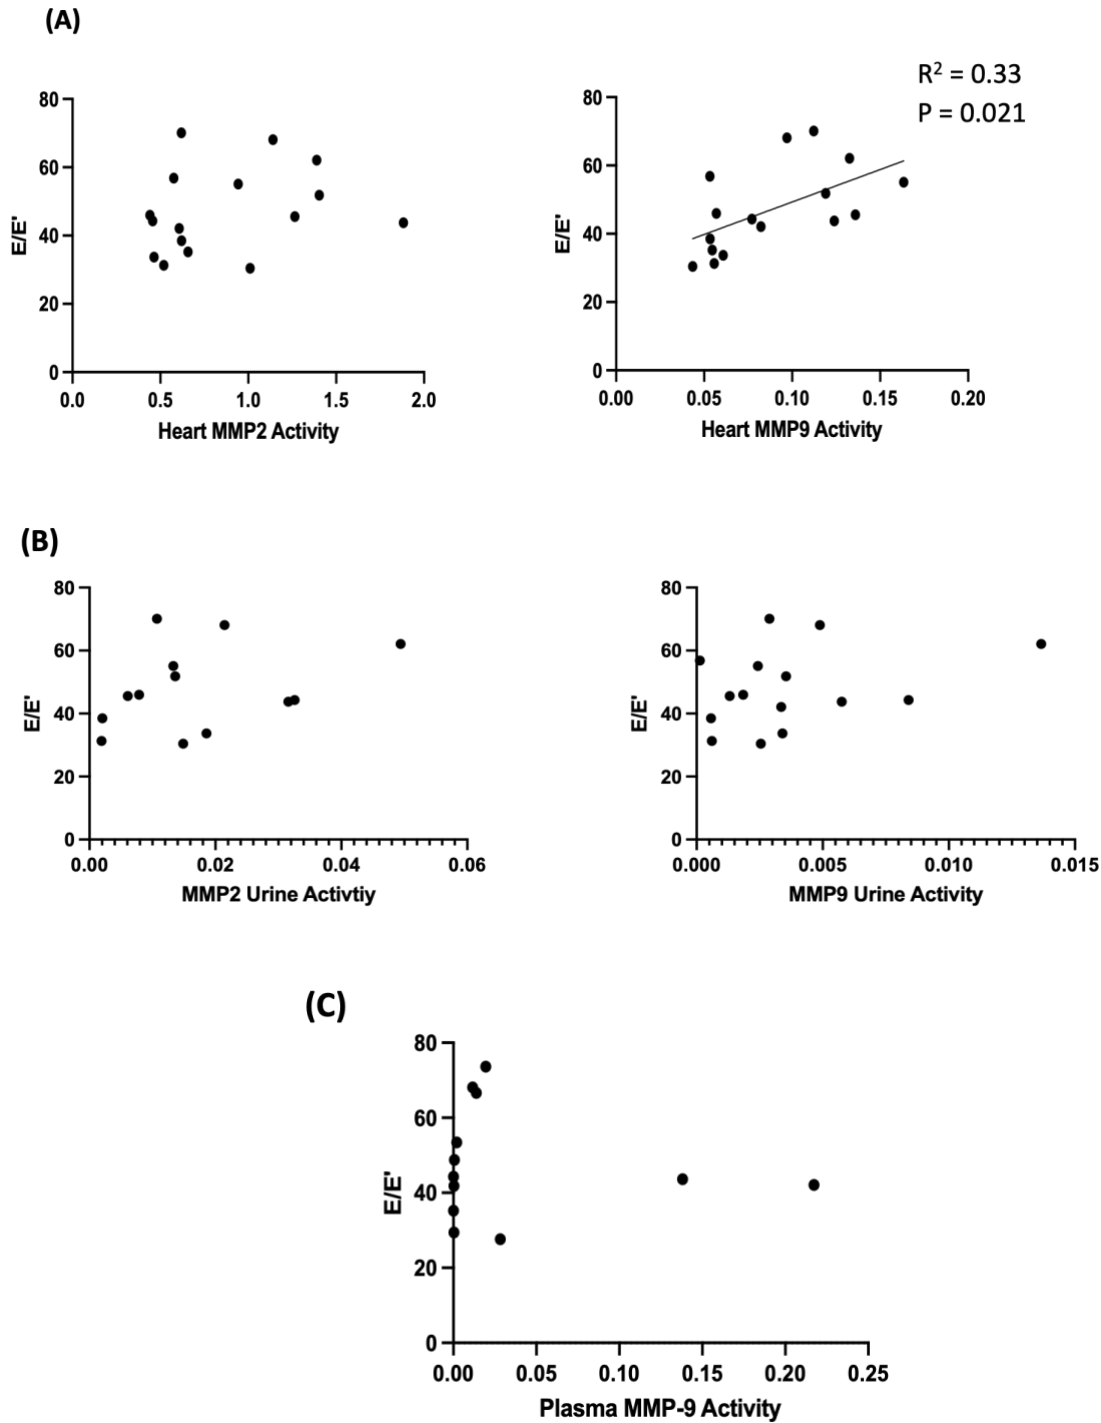 (A)
R² = 0.33
P = 0.021
80
60
40
20
0
E/E'
0.0 0.5 1.0 1.5 2.0
Heart MMP2 Activity
80
60
40
20
0
E/E'
0.00 0.05 0.10 0.15 0.20
Heart MMP9 Activity
(B)
80
60
40
20
0
E/E'
0.00 0.02 0.04 0.06
MMP2 Urine Activtiy
80
60
40
20
0
E/E'
0.000 0.005 0.010 0.015
MMP9 Urine Activity
(C)
80
60
40
20
0
E/E'
0.00 0.05 0.10 0.15 0.20 0.25
Plasma MMP-9 Activity